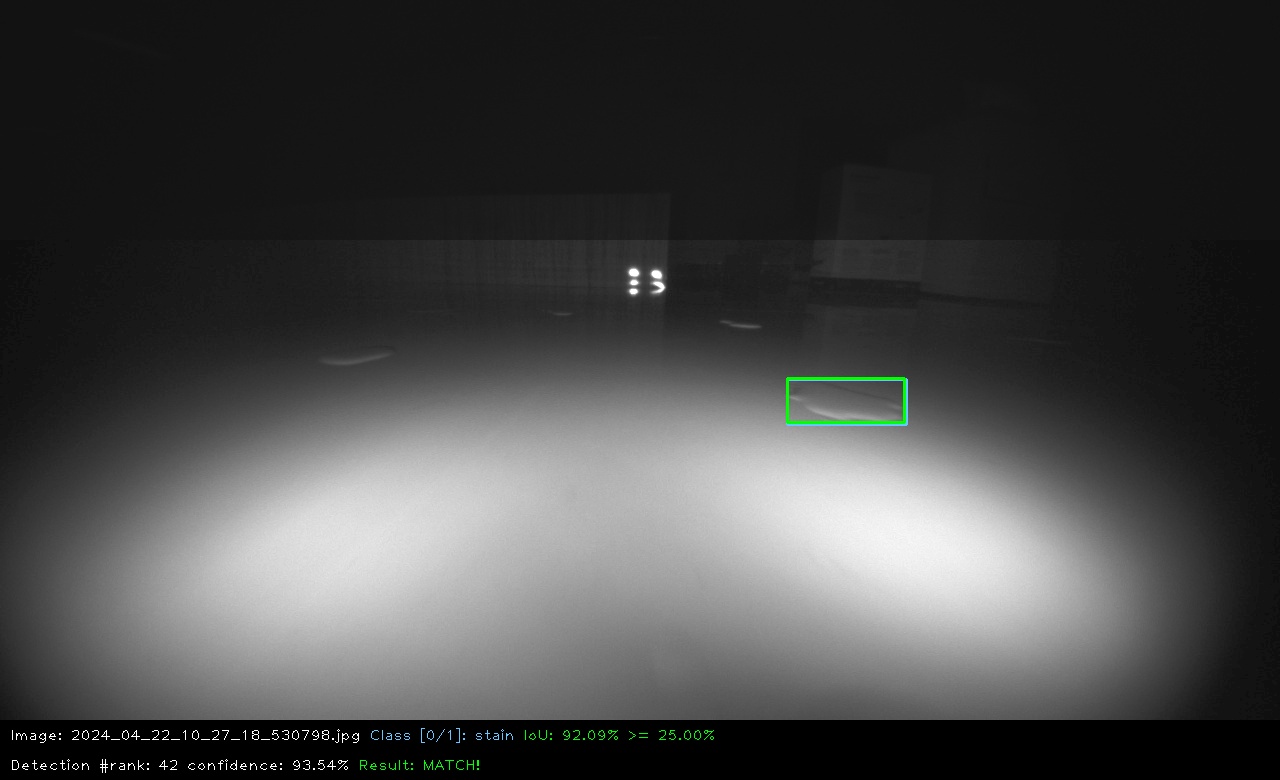 Image: 2024_04_22_10_27_18_530798.jpg Class [0/1]: stain IoU: 92.09% >= 25.00%
Detection #rank: 42 confidence: 93.54% Result: MATCH!